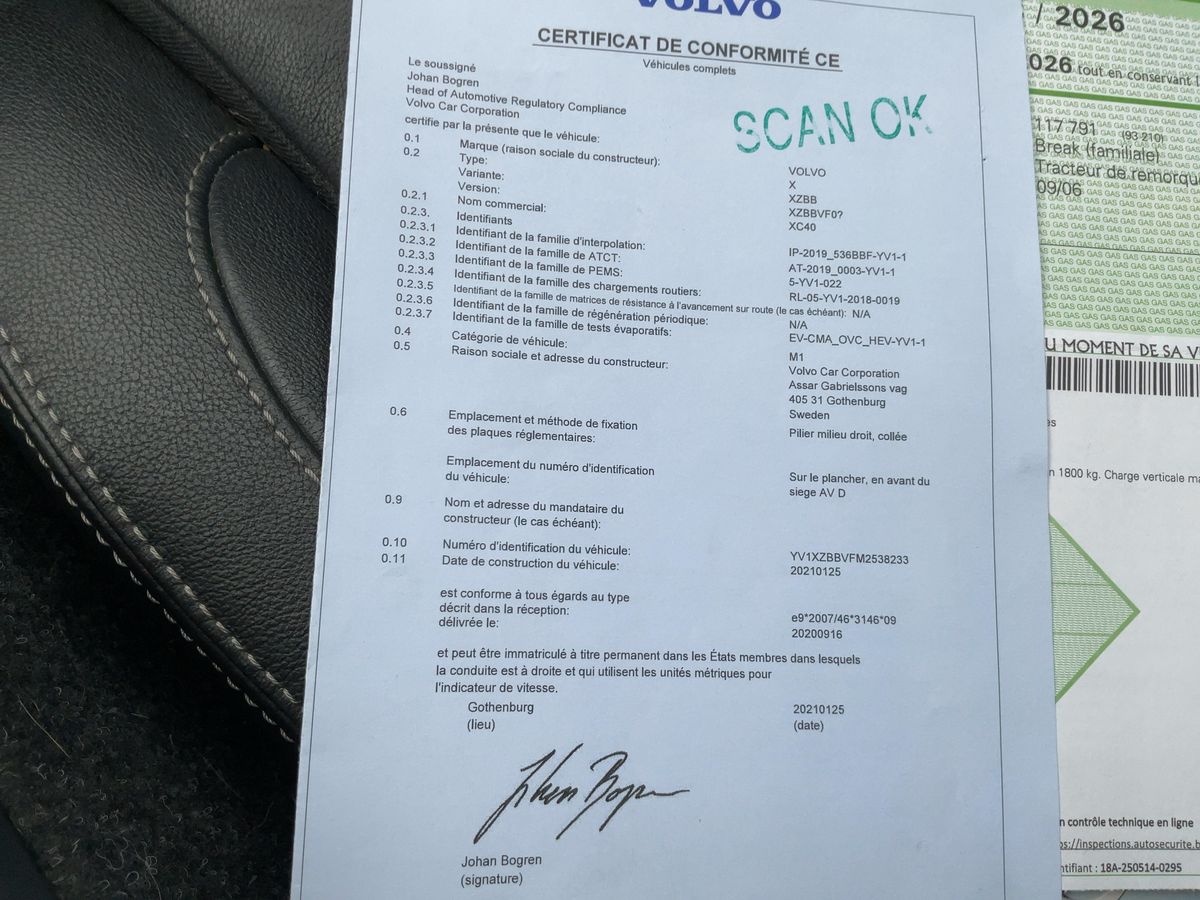 VOLVO
CERTIFICAT DE CONFORMITÉ CE
Véhicules complets
SCAN OK
Le soussigné
Johan Bogren
Head of Automotive Regulatory Compliance
Volvo Car Corporation
certifie par la présente que le véhicule:
0.1 Marque (raison sociale du constructeur): VOLVO
0.2 Type: X
Variante: XZBB
Version: XZBBVF0?
0.2.1 Nom commercial: XC40
0.2.3. Identifiants
0.2.3.1 Identifiant de la famille d'interpolation: IP-2019_536BBF-YV1-1
0.2.3.2 Identifiant de la famille de ATCT: AT-2019_0003-YV1-1
0.2.3.3 Identifiant de la famille de PEMS: 5-YV1-022
0.2.3.4 Identifiant de la famille des chargements routiers: RL-05-YV1-2018-0019
0.2.3.5 Identifiant de la famille de matrices de résistance à l'avancement sur route (le cas échéant): N/A
0.2.3.6 Identifiant de la famille de régénération périodique: N/A
0.2.3.7 Identifiant de la famille de tests évaporatifs: EV-CMA_OVC_HEV-YV1-1
0.4 Catégorie de véhicule: M1
0.5 Raison sociale et adresse du constructeur: Volvo Car Corporation
Assar Gabrielssons vag
405 31 Gothenburg
Sweden
0.6 Emplacement et méthode de fixation
des plaques réglementaires: Pilier milieu droit, collée
Emplacement du numéro d'identification
du véhicule: Sur le plancher, en avant du
siege AV D
0.9 Nom et adresse du mandataire du
constructeur (le cas échéant):
0.10 Numéro d'identification du véhicule: YV1XZBBVFM2538233
0.11 Date de construction du véhicule: 20210125
est conforme à tous égards au type
décrit dans la réception: e9*2007/46*3146*09
délivrée le: 20200916
et peut être immatriculé à titre permanent dans les États membres dans lesquels
la conduite est à droite et qui utilisent les unités métriques pour
l'indicateur de vitesse.
Gothenburg 20210125
(lieu) (date)
Johan Bogren
Johan Bogren
(signature)
/ 2026
026 tout en conservant
117 791 (93 210)
Break (familiale)
Tracteur de remorqu
09/06
U MOMENT DE SA V
es
n 1800 kg. Charge verticale ma
n contrôle technique en ligne
ps://inspections.autosecurite.b
ntifiant : 18A-250514-0295